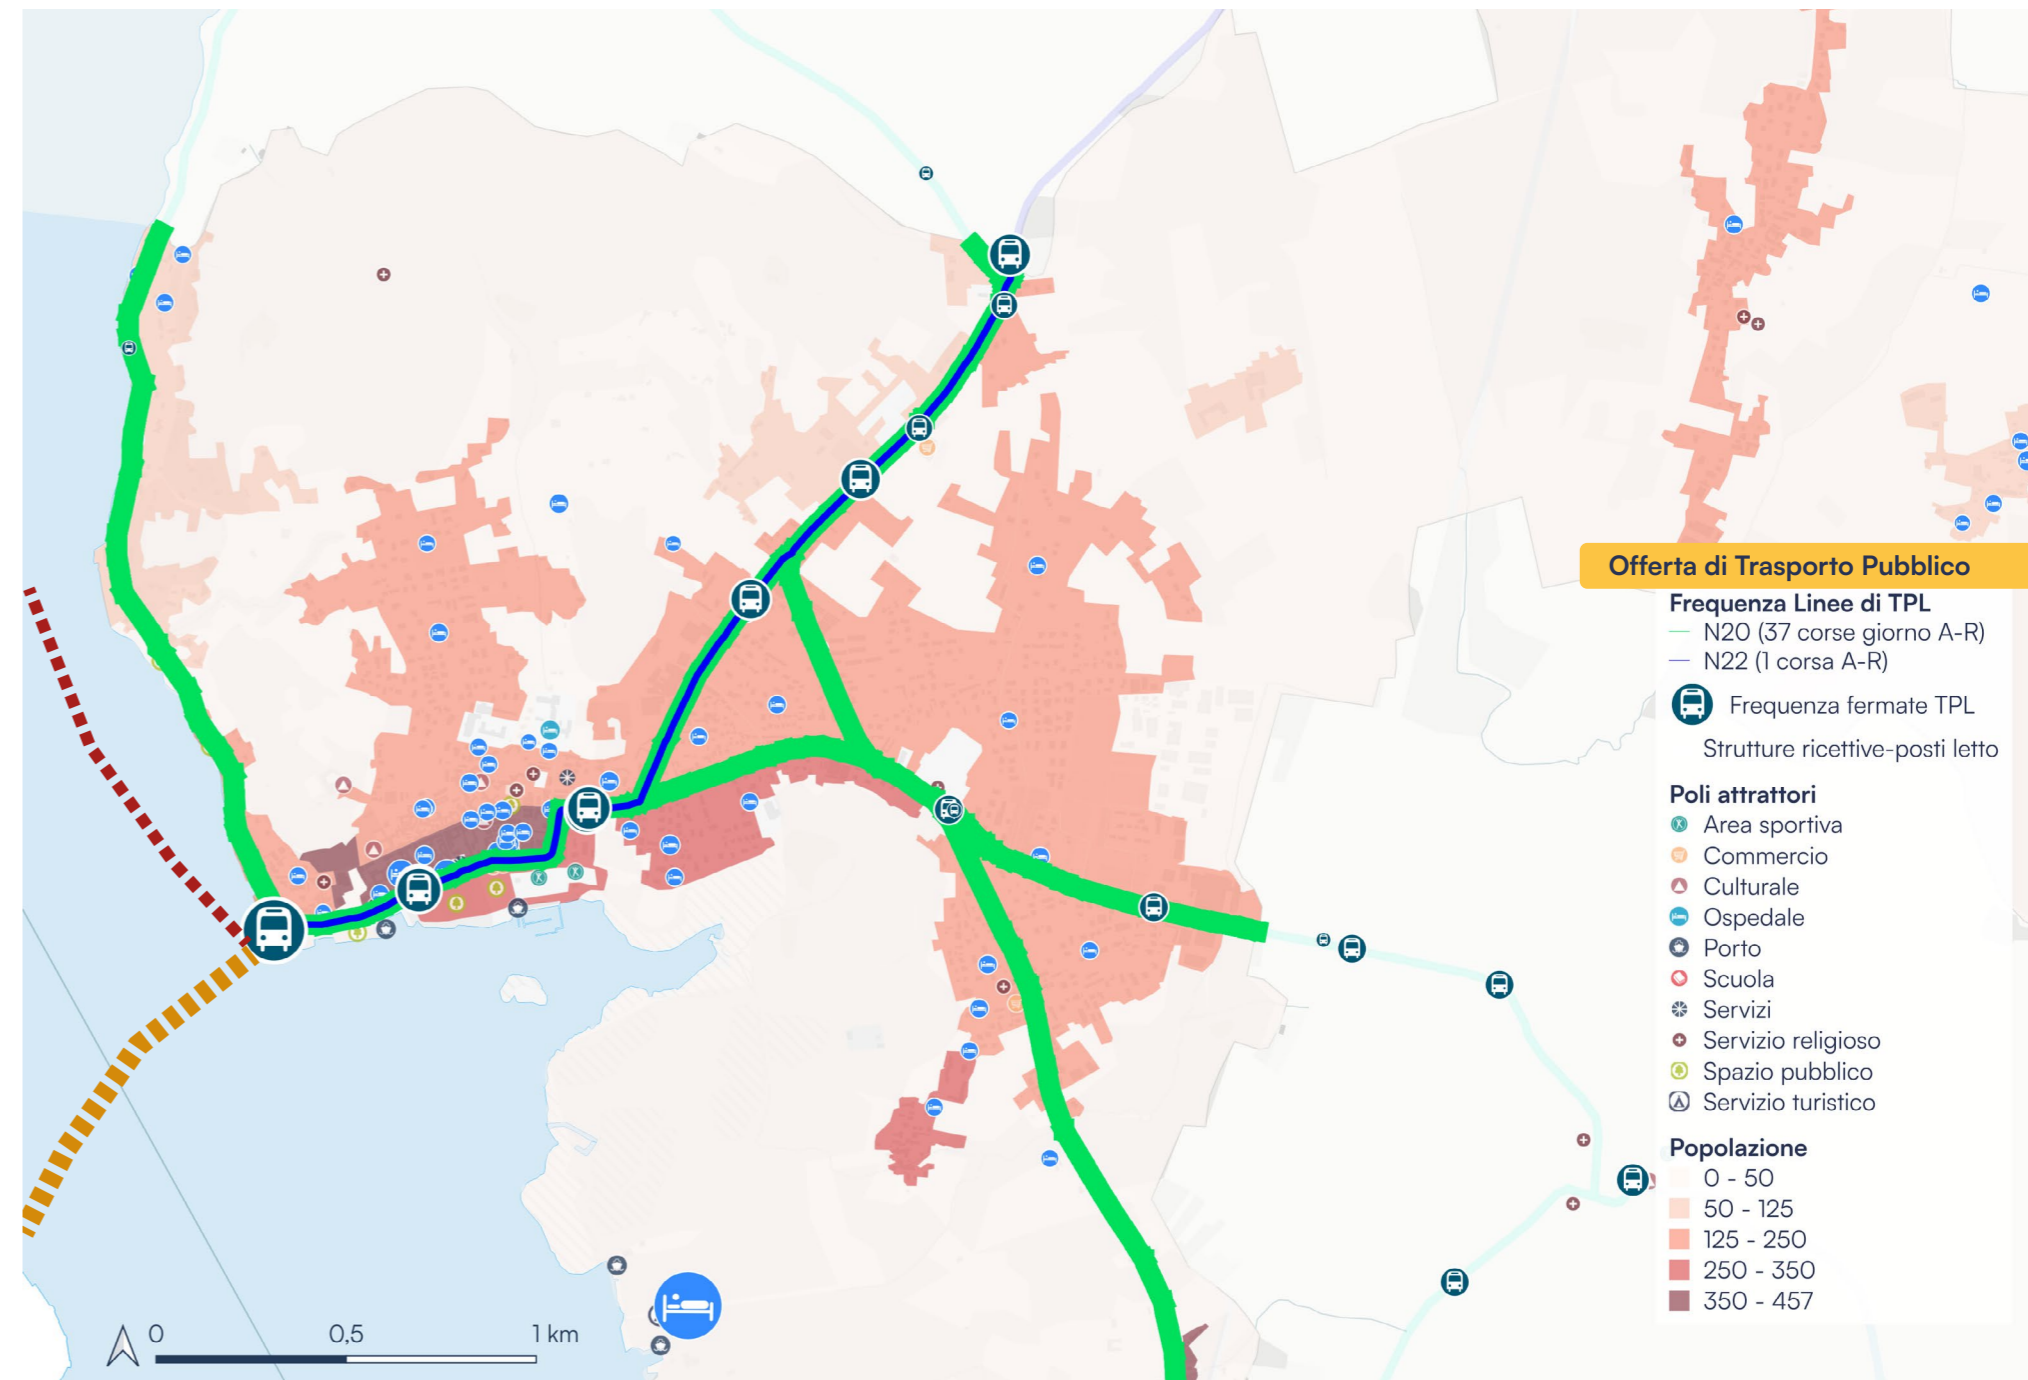 Offerta di Trasporto Pubblico
Frequenza Linee di TPL
N20 (37 corse giorno A-R)
N22 (1 corsa A-R)
Frequenza fermate TPL
Strutture ricettive-posti letto
Poli attrattori
Area sportiva
Commercio
Culturale
Ospedale
Porto
Scuola
Servizi
Servizio religioso
Spazio pubblico
Servizio turistico
Popolazione
0 - 50
50 - 125
125 - 250
250 - 350
350 - 457
0 0,5 1 km